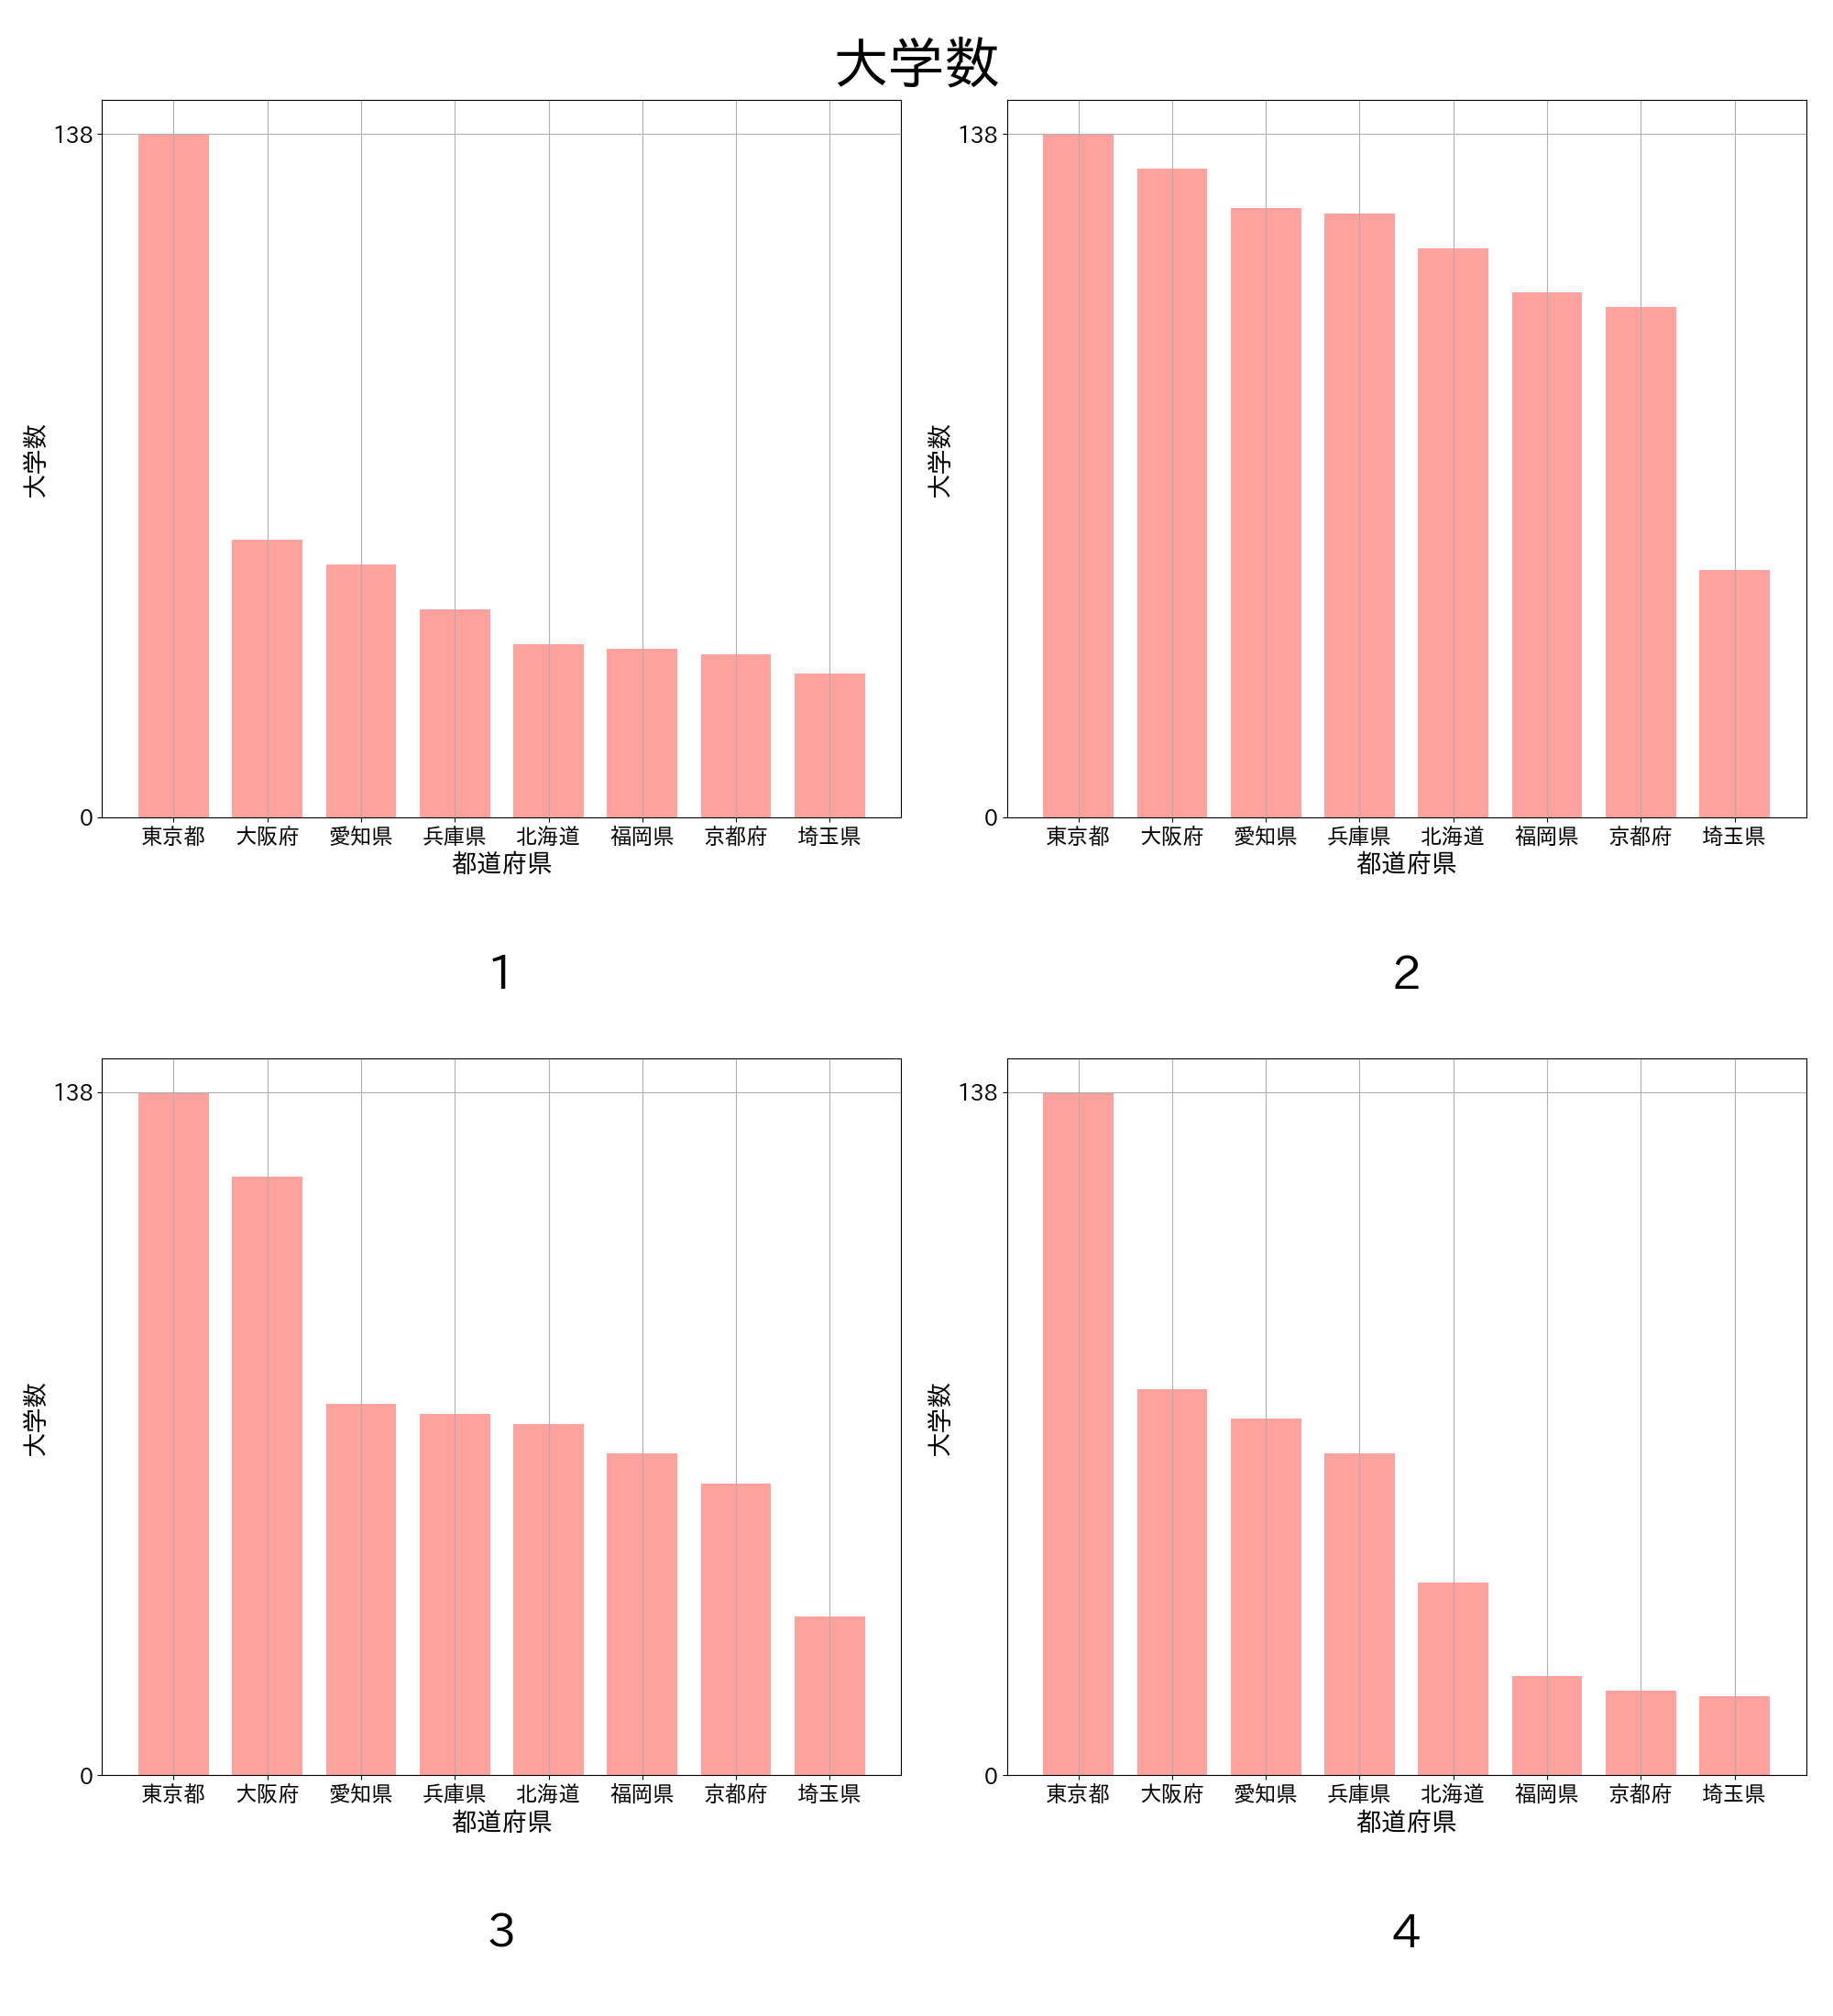 大学数
138
0
大学数
東京都 大阪府 愛知県 兵庫県 北海道 福岡県 京都府 埼玉県
都道府県
1
138
0
大学数
東京都 大阪府 愛知県 兵庫県 北海道 福岡県 京都府 埼玉県
都道府県
2
138
0
大学数
東京都 大阪府 愛知県 兵庫県 北海道 福岡県 京都府 埼玉県
都道府県
3
138
0
大学数
東京都 大阪府 愛知県 兵庫県 北海道 福岡県 京都府 埼玉県
都道府県
4